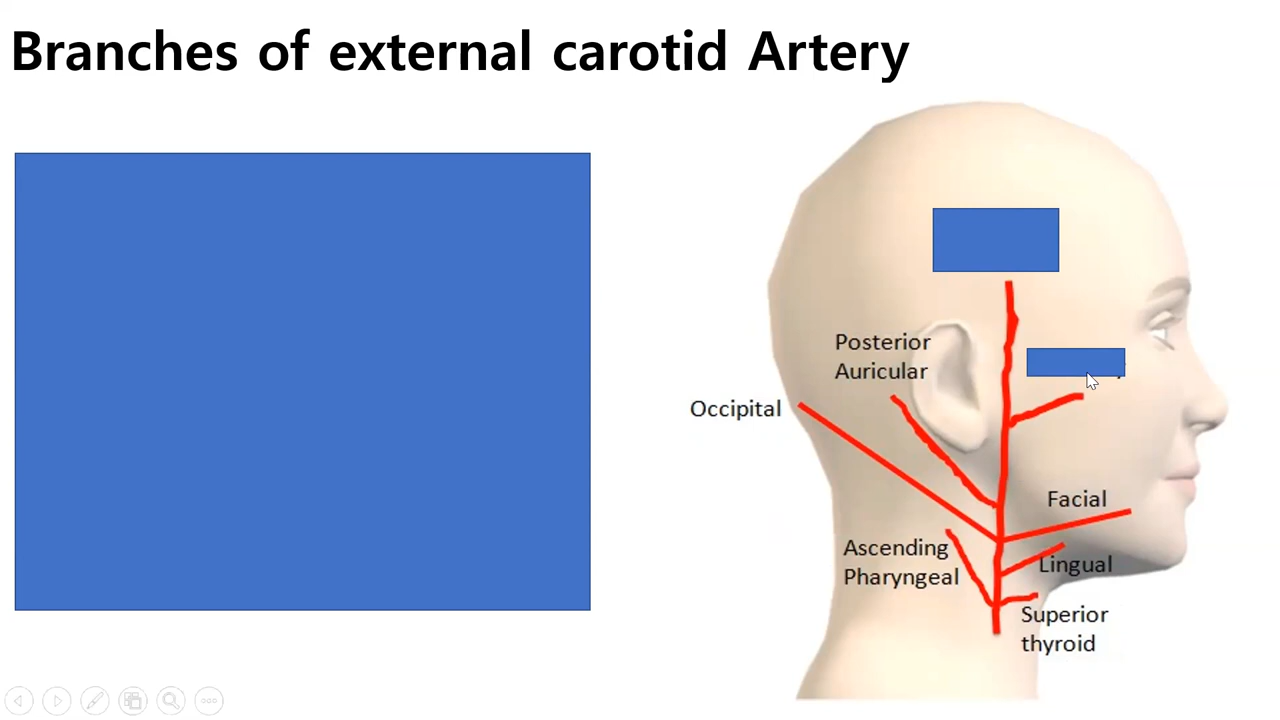 Branches of external carotid Artery
Posterior
Auricular
Occipital
Facial
Ascending
Pharyngeal
Lingual
Superior
thyroid